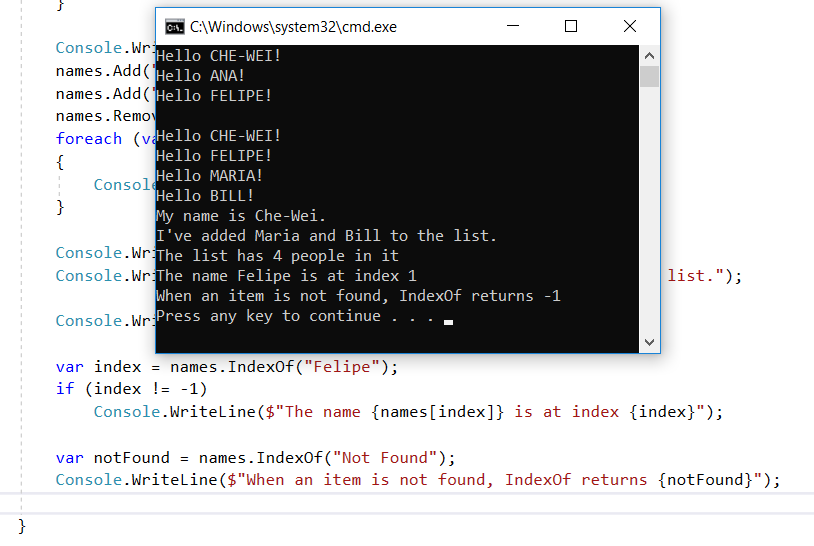 C:\Windows\system32\cmd.exe
Hello CHE-WEI!
Hello ANA!
Hello FELIPE!
Hello CHE-WEI!
Hello FELIPE!
Hello MARIA!
Hello BILL!
My name is Che-Wei.
I've added Maria and Bill to the list.
The list has 4 people in it
The name Felipe is at index 1
When an item is not found, IndexOf returns -1
Press any key to continue . . .
}
Console.Wri
names.Add("
names.Add("
names.Remov
foreach (va
{
Console
}
Console.Wri
Console.Wri list.");
Console.Wri
var index = names.IndexOf("Felipe");
if (index != -1)
Console.WriteLine($"The name {names[index]} is at index {index}");
var notFound = names.IndexOf("Not Found");
Console.WriteLine($"When an item is not found, IndexOf returns {notFound}");
}